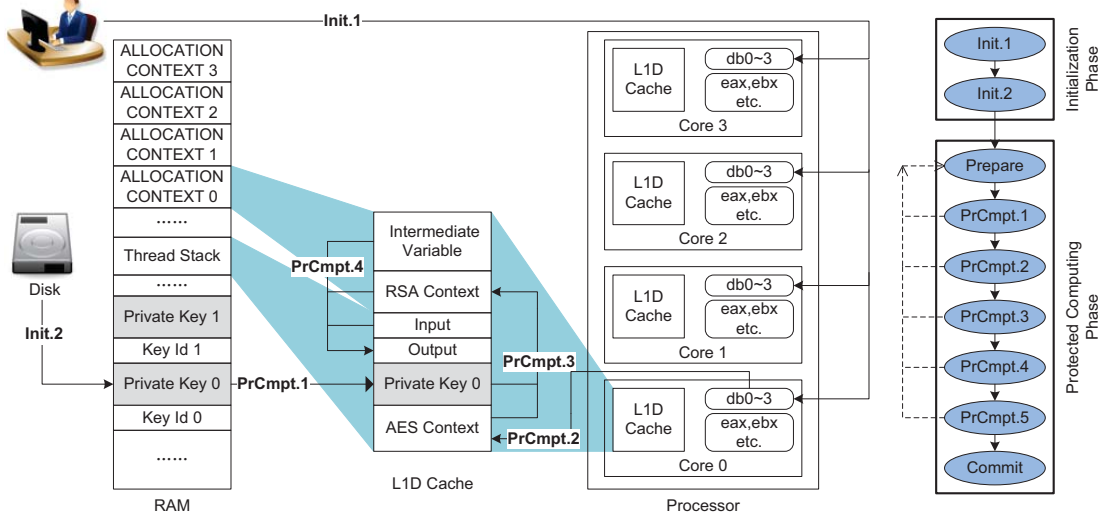 Init.1
ALLOCATION
CONTEXT 3
ALLOCATION
CONTEXT 2
ALLOCATION
CONTEXT 1
ALLOCATION
CONTEXT 0
......
Thread Stack
......
Private Key 1
Key Id 1
Private Key 0
Key Id 0
......
RAM
Disk
Init.2
PrCmpt.1
Intermediate
Variable
PrCmpt.4
RSA Context
Input
Output
PrCmpt.3
Private Key 0
AES Context
PrCmpt.2
L1D Cache
L1D
Cache
db0~3
eax,ebx
etc.
Core 3
L1D
Cache
db0~3
eax,ebx
etc.
Core 2
L1D
Cache
db0~3
eax,ebx
etc.
Core 1
L1D
Cache
db0~3
eax,ebx
etc.
Core 0
Processor
Init.1
Init.2
Initialization
Phase
Prepare
PrCmpt.1
PrCmpt.2
PrCmpt.3
PrCmpt.4
PrCmpt.5
Commit
Protected Computing
Phase